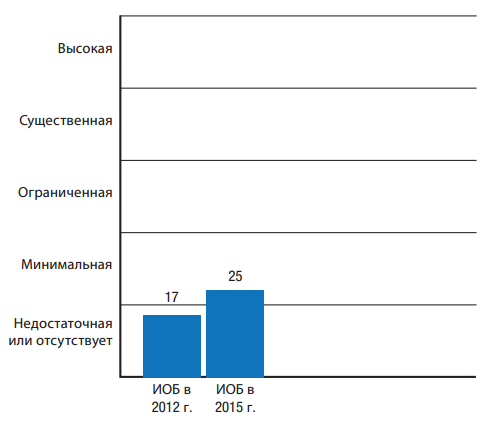 Высокая
Существенная
Ограниченная
Минимальная
25
17
Недостаточная
или отсутствует
ИОБ в
2012 г.
ИОБ в
2015 г.